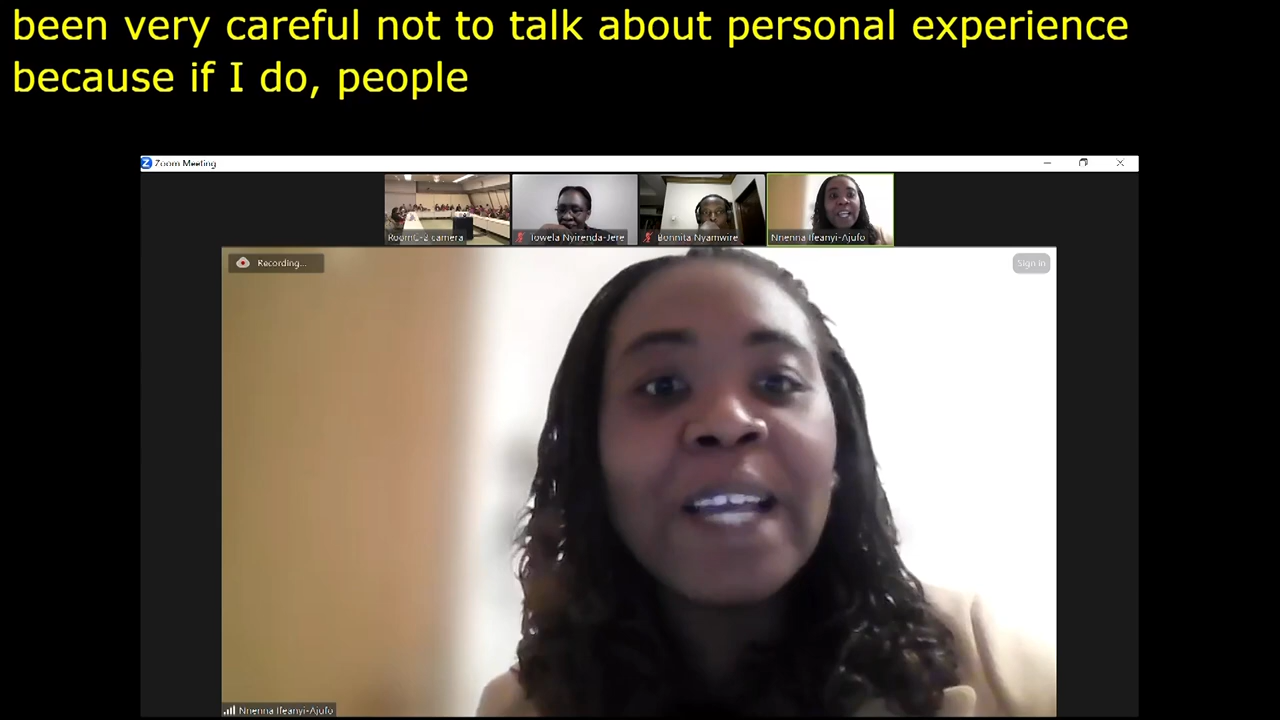 been very careful not to talk about personal experience
because if I do, people
Zoom Meeting
RoomC-2 camera
Towela Nyirenda-Jere
Bonnita Nyamwire
Nnenna Ifeanyi-Ajufo
Recording...
Sign in
Nnenna Ifeanyi-Ajufo